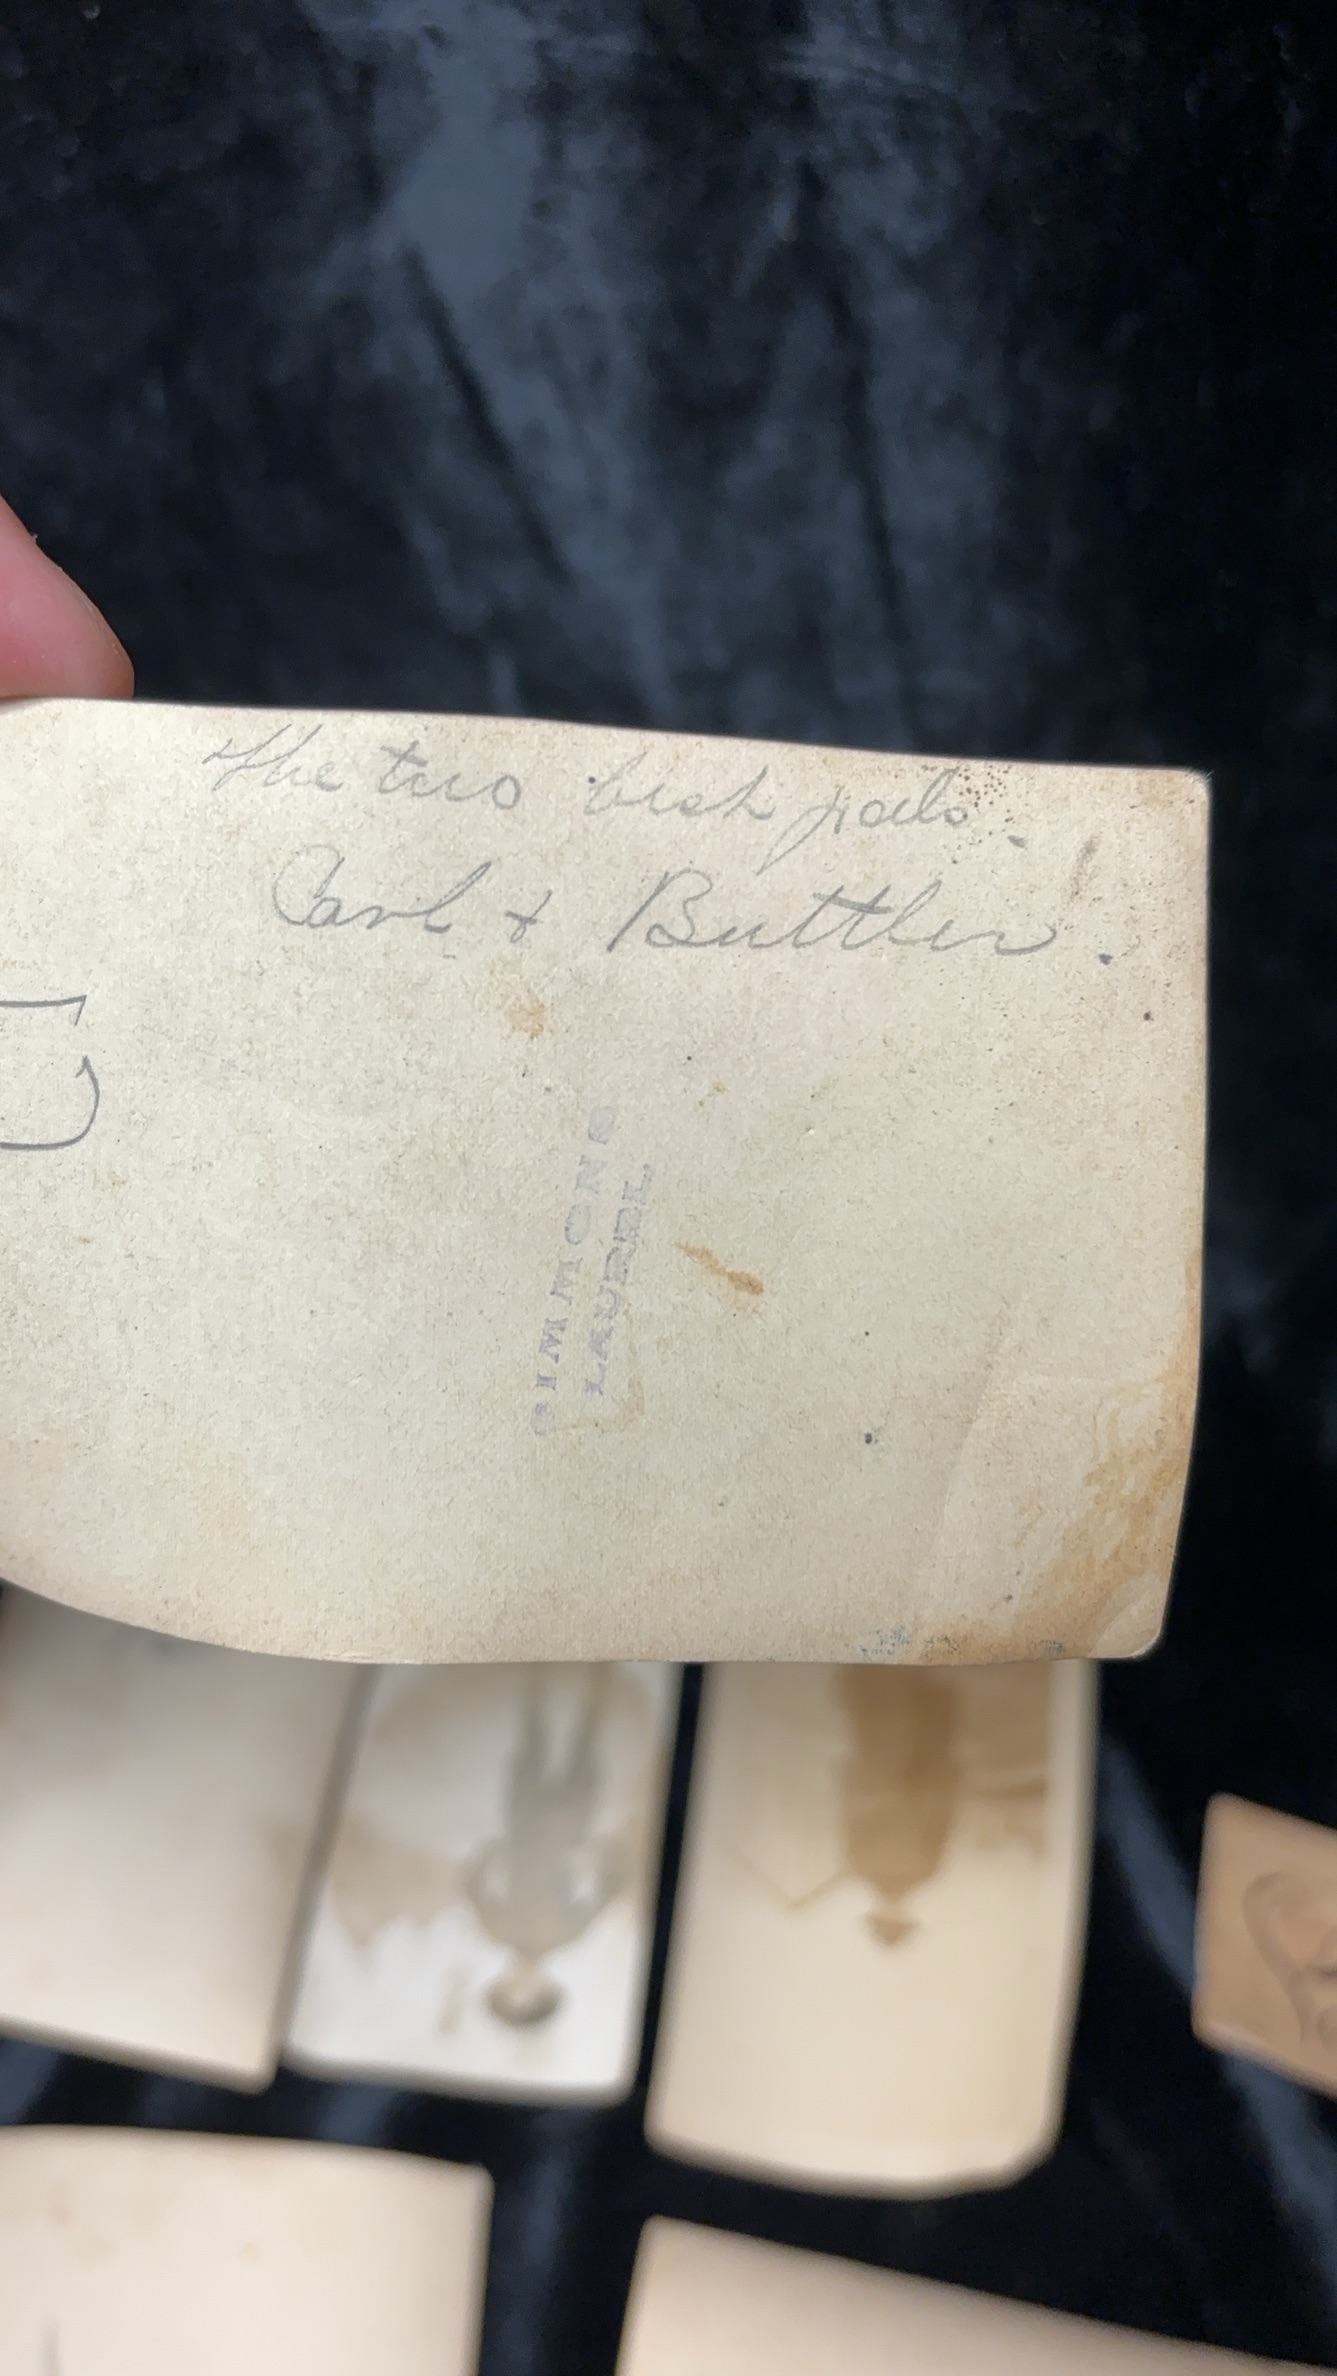 The two best pals.
Carl & Buttler.
SIMMONS
LAUREL